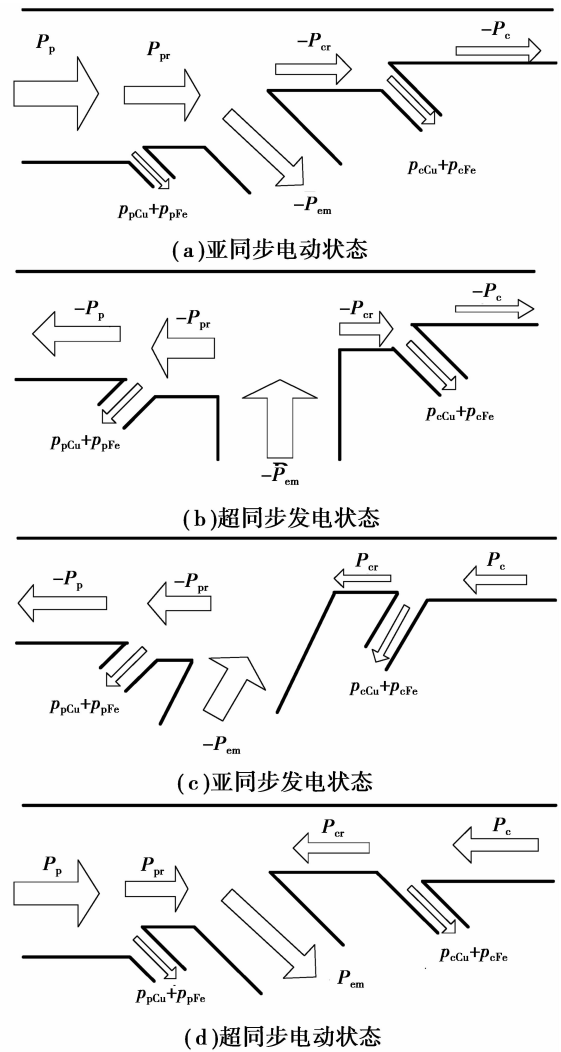 P_p
P_pr
-P_cr
-P_c
p_pCu+p_pFe
-P_em
p_cCu+p_cFe
(a)亚同步电动状态
-P_p
-P_pr
-P_cr
-P_c
p_pCu+p_pFe
-P_em
p_cCu+p_cFe
(b)超同步发电状态
-P_p
-P_pr
P_cr
P_c
p_pCu+p_pFe
-P_em
p_cCu+p_cFe
(c)亚同步发电状态
P_p
P_pr
P_cr
P_c
p_pCu+p_pFe
P_em
p_cCu+p_cFe
(d)超同步电动状态